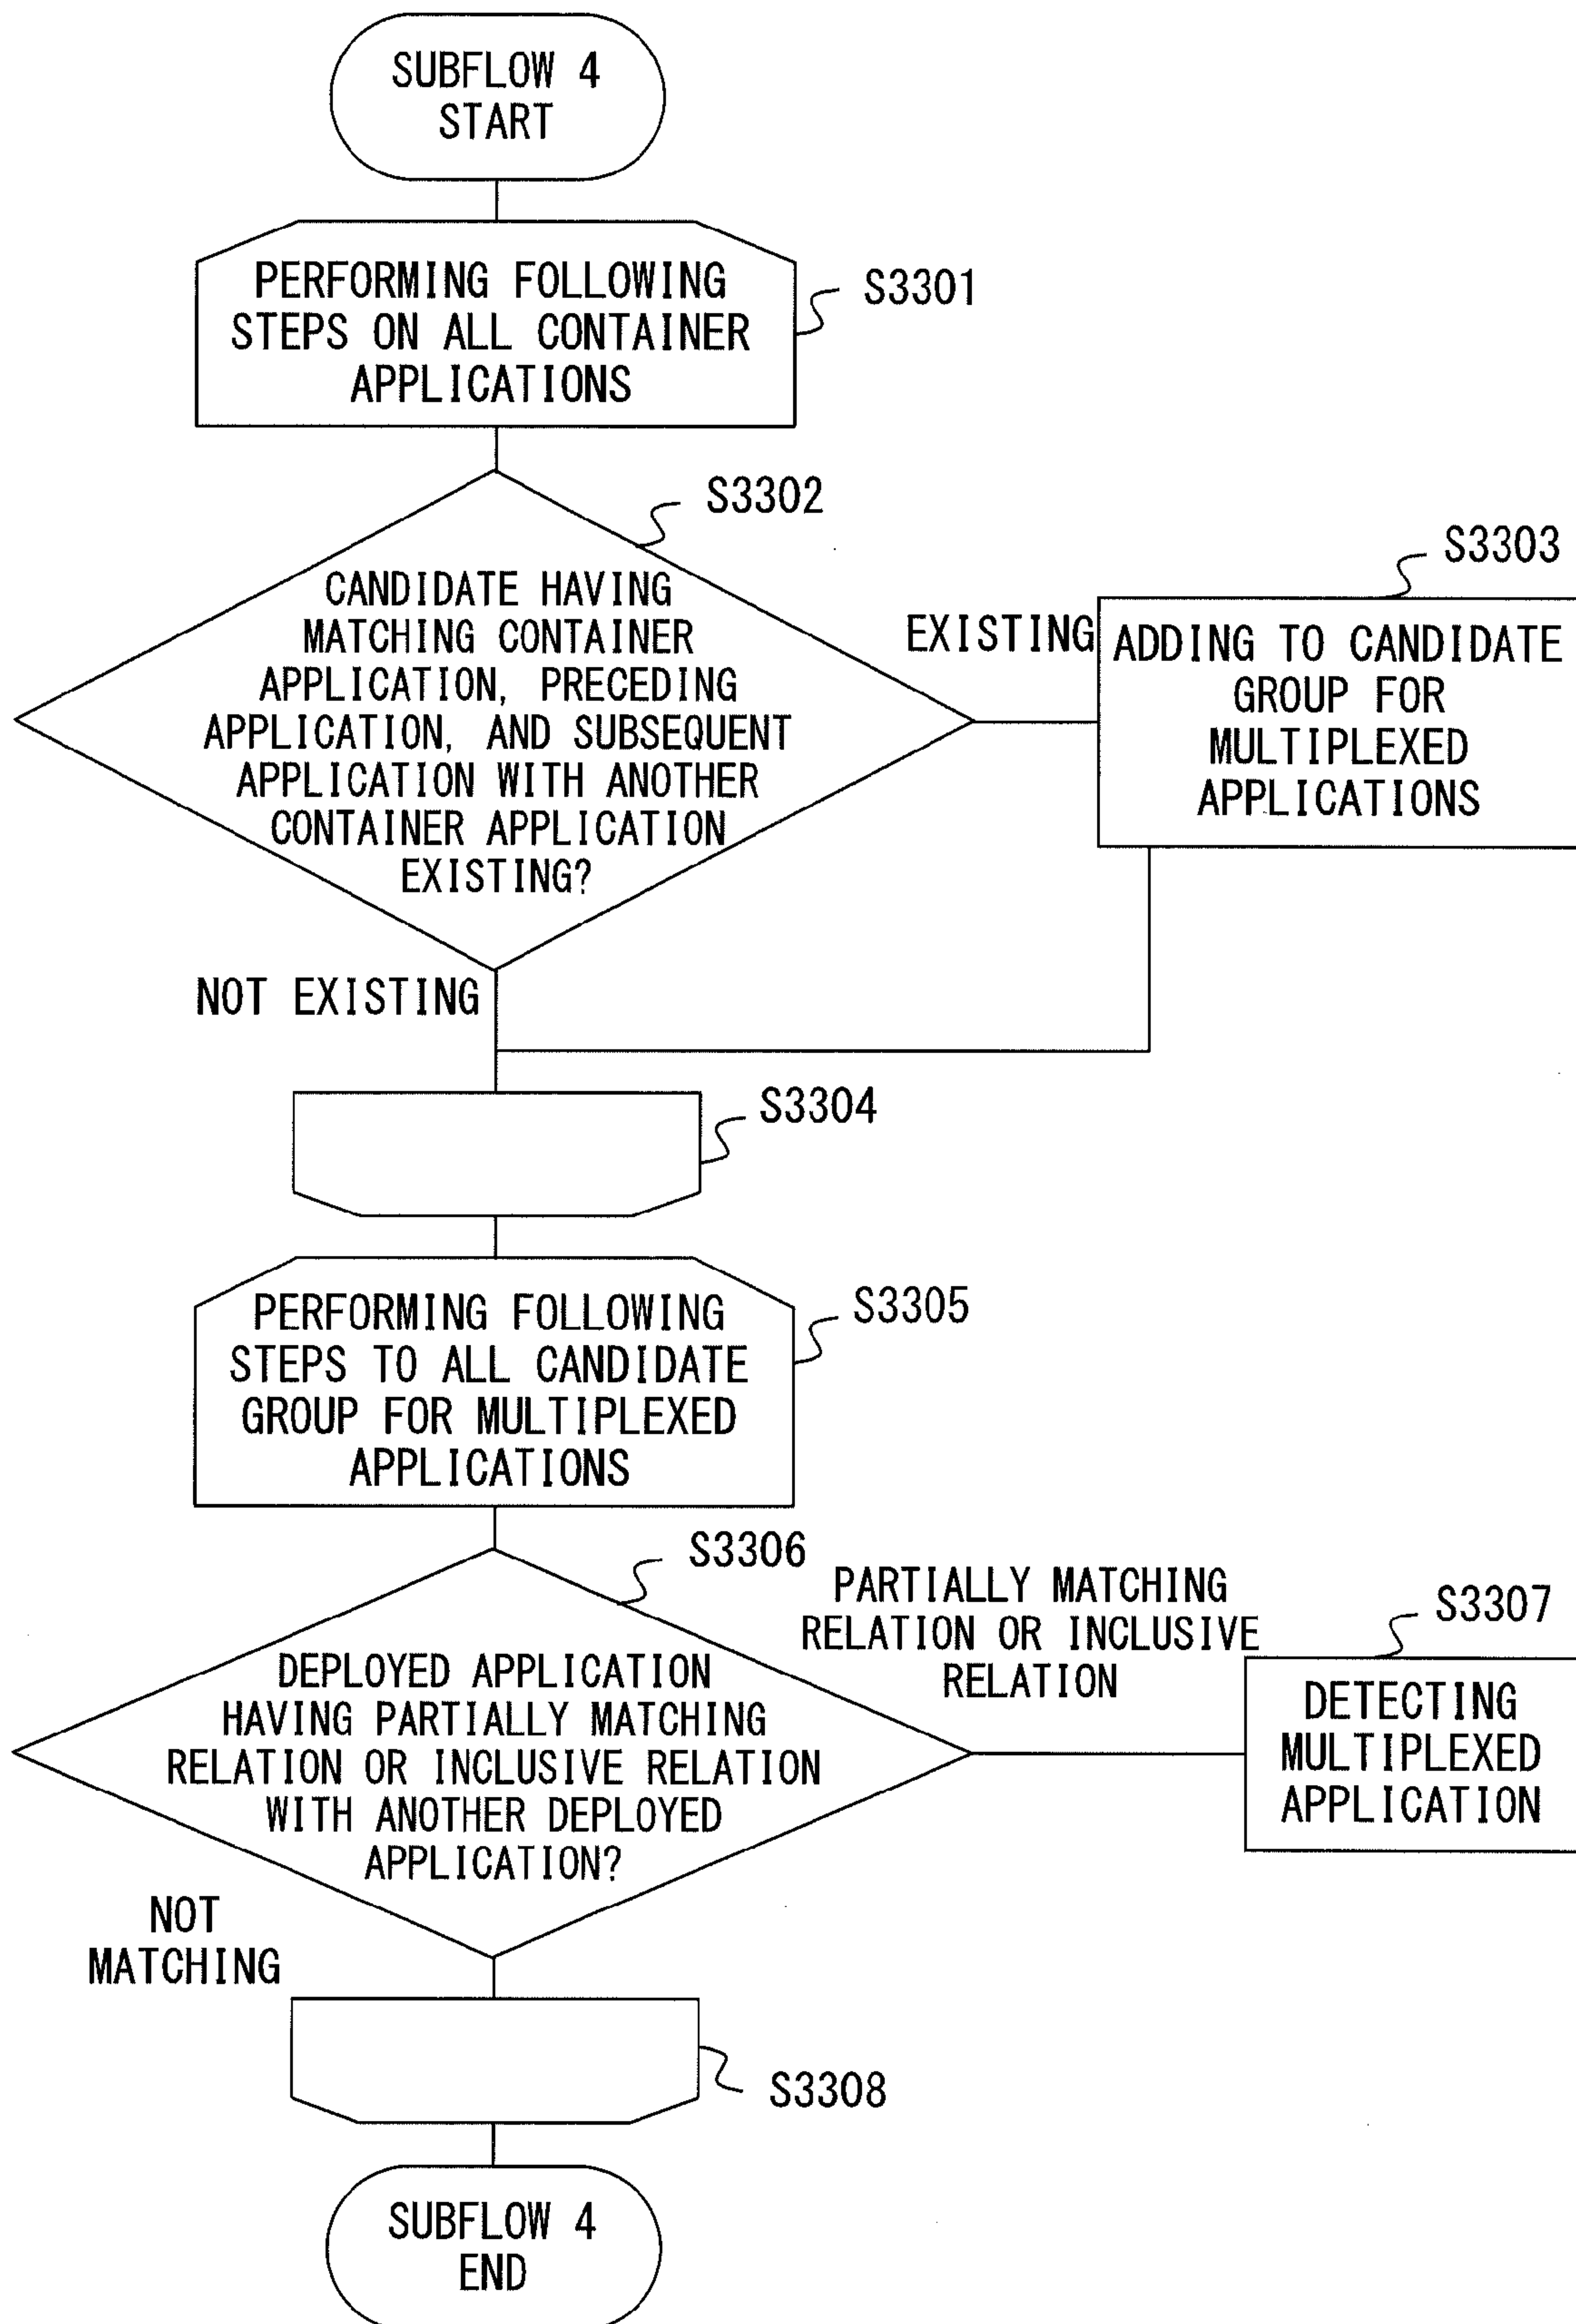 SUBFLOW 4
START
PERFORMING FOLLOWING
STEPS ON ALL CONTAINER
APPLICATIONS
S3301
S3302
CANDIDATE HAVING
MATCHING CONTAINER
APPLICATION, PRECEDING
APPLICATION, AND SUBSEQUENT
APPLICATION WITH ANOTHER
CONTAINER APPLICATION
EXISTING?
EXISTING
S3303
ADDING TO CANDIDATE
GROUP FOR
MULTIPLEXED
APPLICATIONS
NOT EXISTING
S3304
PERFORMING FOLLOWING
STEPS TO ALL CANDIDATE
GROUP FOR MULTIPLEXED
APPLICATIONS
S3305
S3306
DEPLOYED APPLICATION
HAVING PARTIALLY MATCHING
RELATION OR INCLUSIVE RELATION
WITH ANOTHER DEPLOYED
APPLICATION?
PARTIALLY MATCHING
RELATION OR INCLUSIVE
RELATION
S3307
DETECTING
MULTIPLEXED
APPLICATION
NOT
MATCHING
S3308
SUBFLOW 4
END